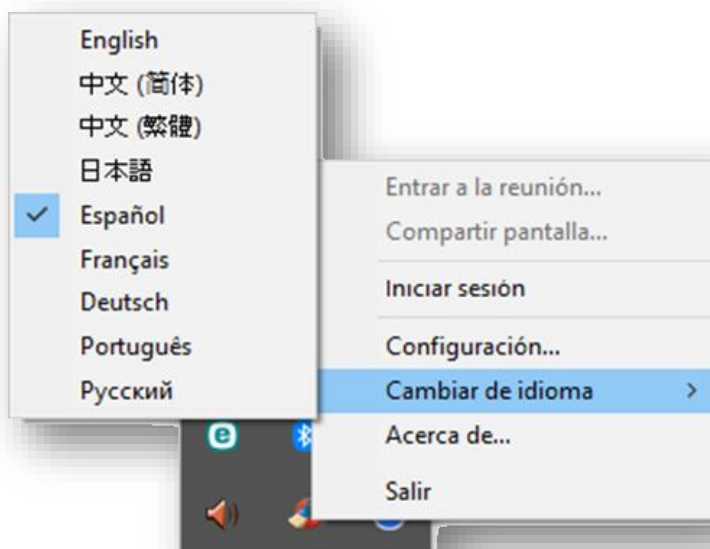 English
中文 (简体)
中文 (繁體)
日本語
Español
Français
Deutsch
Português
Русский
Entrar a la reunión...
Compartir pantalla...
Iniciar sesión
Configuración...
Cambiar de idioma
Acerca de...
Salir